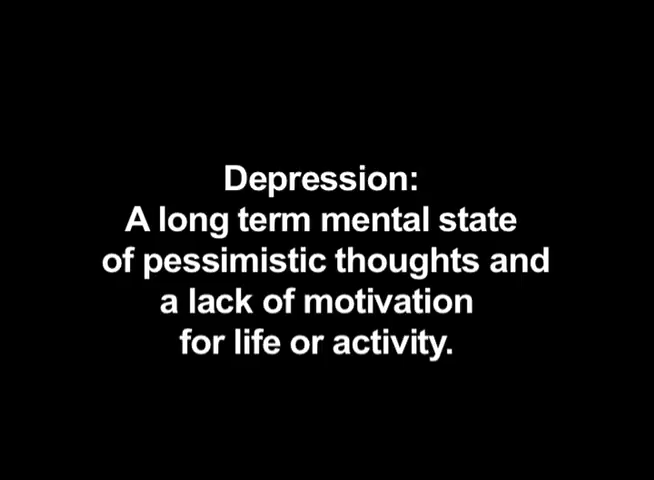 Depression:
A long term mental state
of pessimistic thoughts and
a lack of motivation
for life or activity.